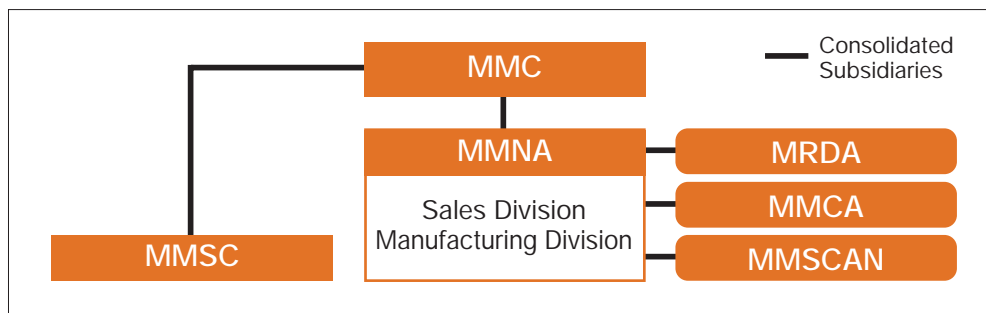 MMC
Consolidated
Subsidiaries
MMNA
MRDA
Sales Division
Manufacturing Division
MMCA
MMSC
MMSCAN